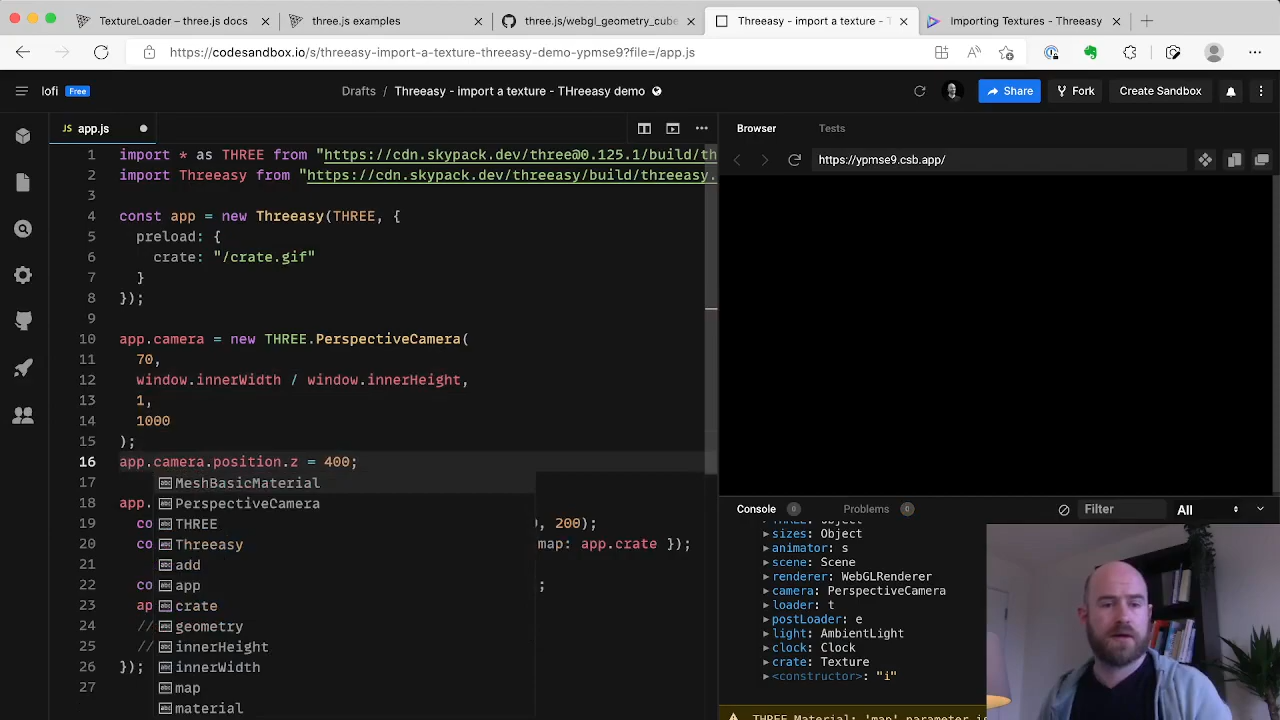 TextureLoader – three.js docs
three.js examples
three.js/webgl_geometry_cube
Threeasy - import a texture -
Importing Textures - Threeasy
https://codesandbox.io/s/threeasy-import-a-texture-threeasy-demo-ypmse9?file=/app.js
lofi Free
Drafts / Threeasy - import a texture - THreeasy demo
Share
Fork
Create Sandbox
JS app.js
1 import * as THREE from "https://cdn.skypack.dev/three@0.125.1/build/th
2 import Threeasy from "https://cdn.skypack.dev/threeasy/build/threeasy.
3
4 const app = new Threeasy(THREE, {
5 preload: {
6 crate: "/crate.gif"
7 }
8 });
9
10 app.camera = new THREE.PerspectiveCamera(
11 70,
12 window.innerWidth / window.innerHeight,
13 1,
14 1000
15 );
16 app.camera.position.z = 400;
17 MeshBasicMaterial
18 app. PerspectiveCamera
19 co THREE , 200);
20 co Threeasy map: app.crate });
21 add
22 co app ;
23 ap crate
24 // geometry
25 // innerHeight
26 }); innerWidth
27 map
material
Browser
Tests
https://ypmse9.csb.app/
Console 0
Problems 0
Filter
All
THREE: Object
sizes: Object
animator: s
scene: Scene
renderer: WebGLRenderer
camera: PerspectiveCamera
loader: t
postLoader: e
light: AmbientLight
clock: Clock
crate: Texture
<constructor>: "i"
THREE.Material: 'map' parameter is